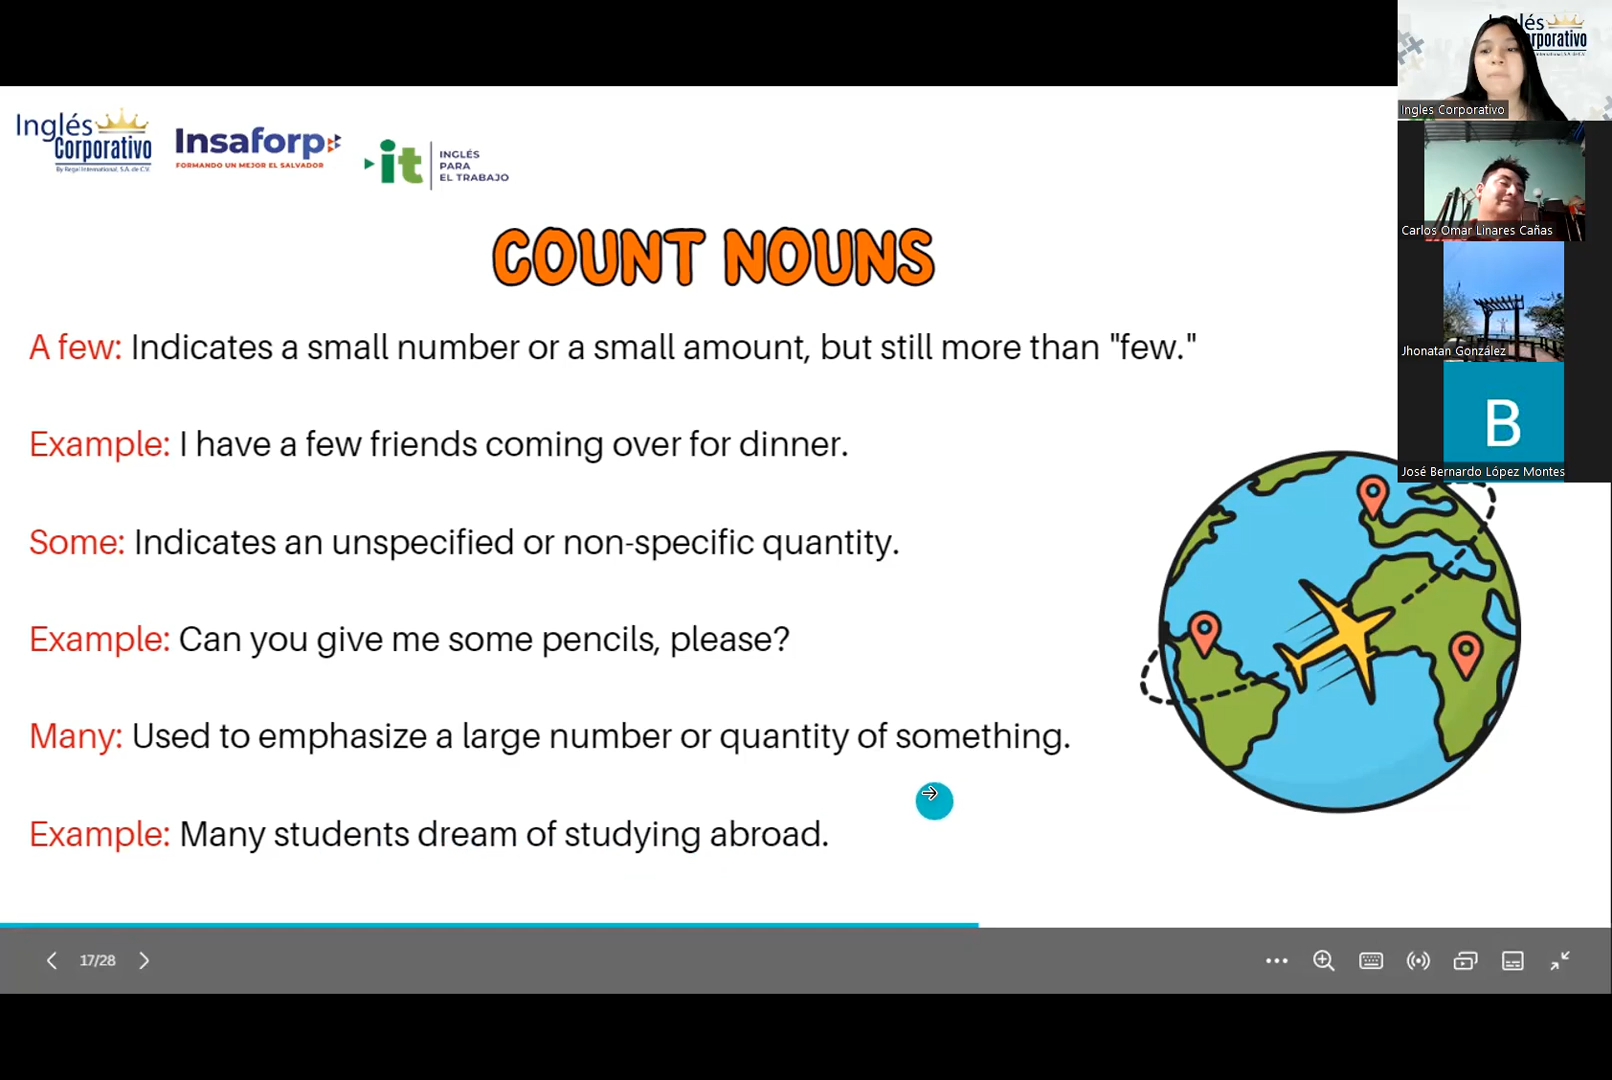 Inglés
Corporativo
By Regal International, S.A. de C.V.
Insaforp
FORMANDO UN MEJOR EL SALVADOR
it
INGLÉS
PARA
EL TRABAJO
COUNT NOUNS
A few: Indicates a small number or a small amount, but still more than "few."
Example: I have a few friends coming over for dinner.
Some: Indicates an unspecified or non-specific quantity.
Example: Can you give me some pencils, please?
Many: Used to emphasize a large number or quantity of something.
Example: Many students dream of studying abroad.
17/28
Ingles Corporativo
Carlos Omar Linares Cañas
Jhonatan González
B
José Bernardo López Montes